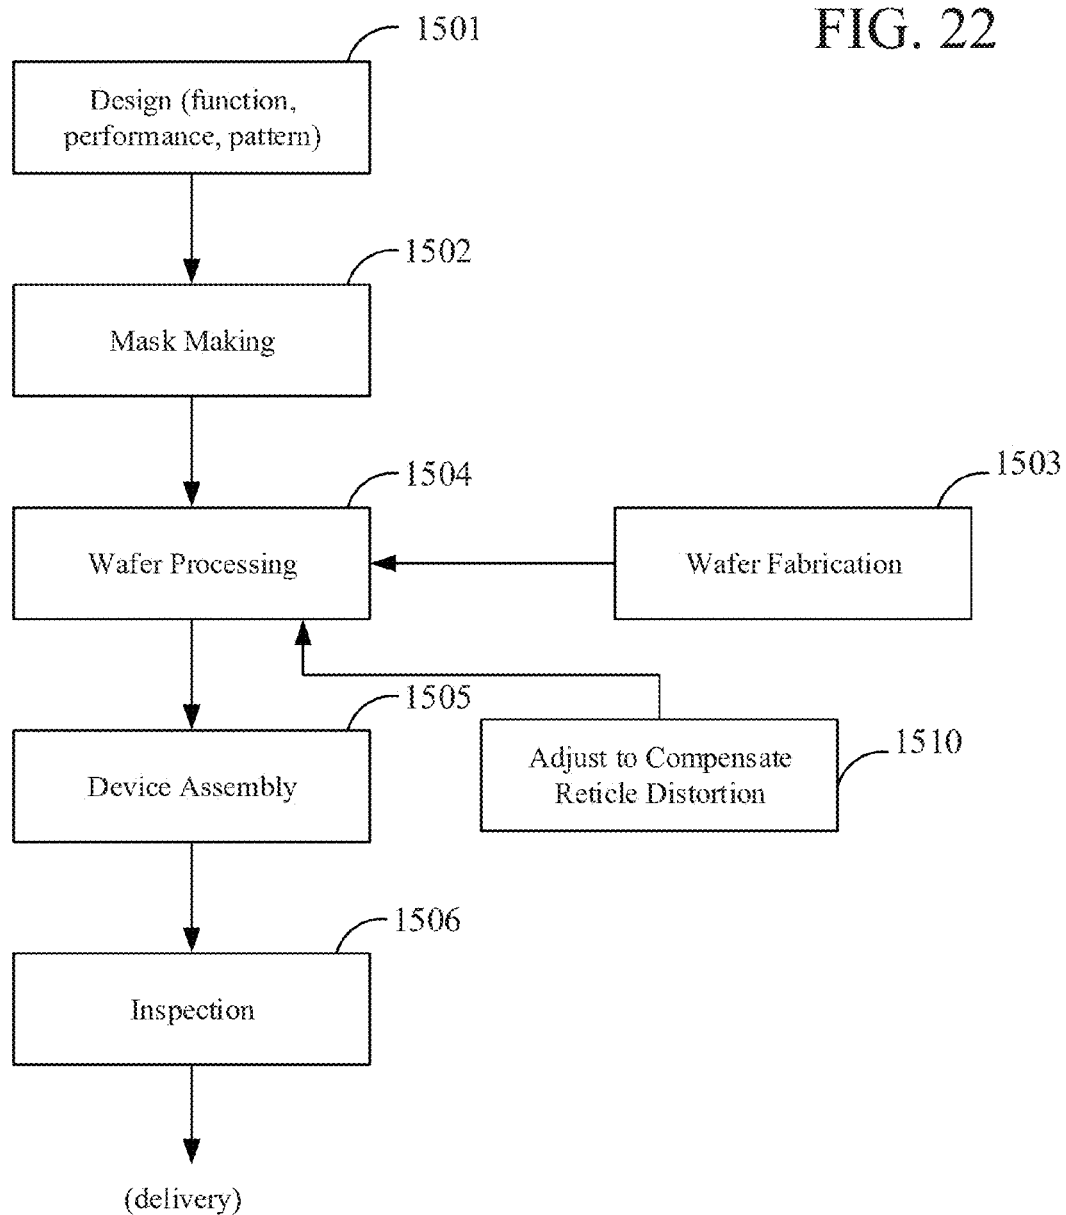 FIG. 22
1501
Design (function,
performance, pattern)
1502
Mask Making
1504
Wafer Processing
1503
Wafer Fabrication
1505
Device Assembly
1510
Adjust to Compensate
Reticle Distortion
1506
Inspection
(delivery)